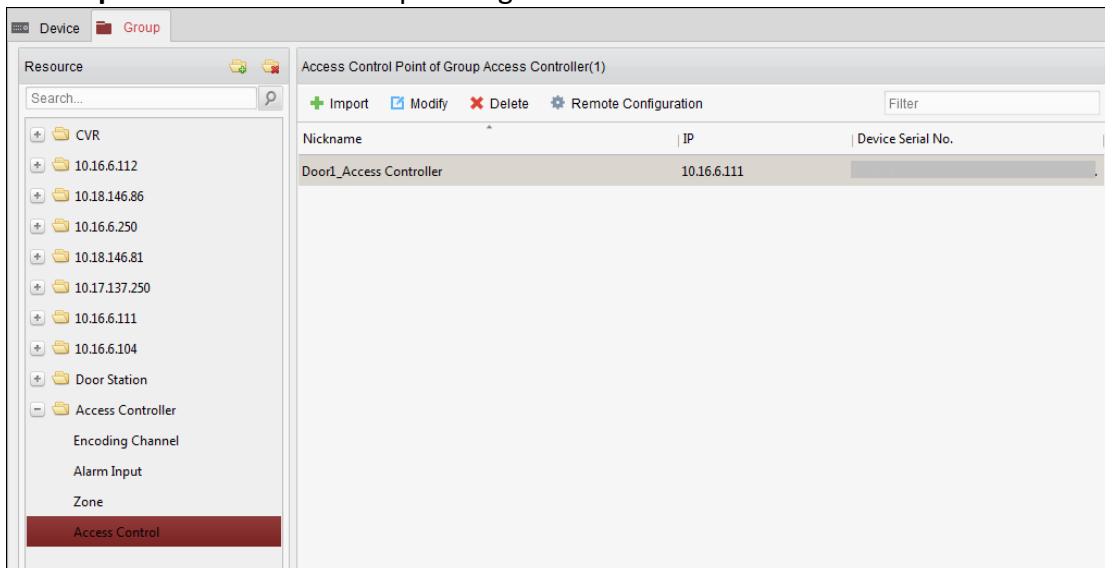 Device Group
Resource
Search...
CVR
10.16.6.112
10.18.146.86
10.16.6.250
10.18.146.81
10.17.137.250
10.16.6.111
10.16.6.104
Door Station
Access Controller
Encoding Channel
Alarm Input
Zone
Access Control
Access Control Point of Group Access Controller(1)
Import Modify Delete Remote Configuration Filter
Nickname IP Device Serial No.
Door1_Access Controller 10.16.6.111